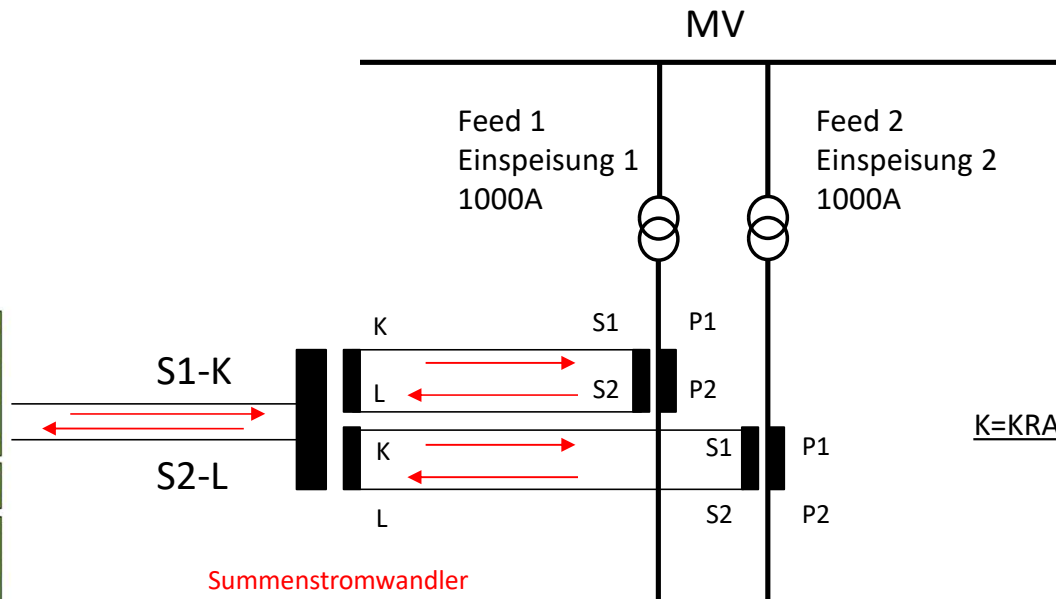 MV
Feed 1
Einspeisung 1
1000A
Feed 2
Einspeisung 2
1000A
K
S1
P1
L
S2
P2
S1-K
S2-L
K
S1
P1
L
S2
P2
K=KRA
Summenstromwandler